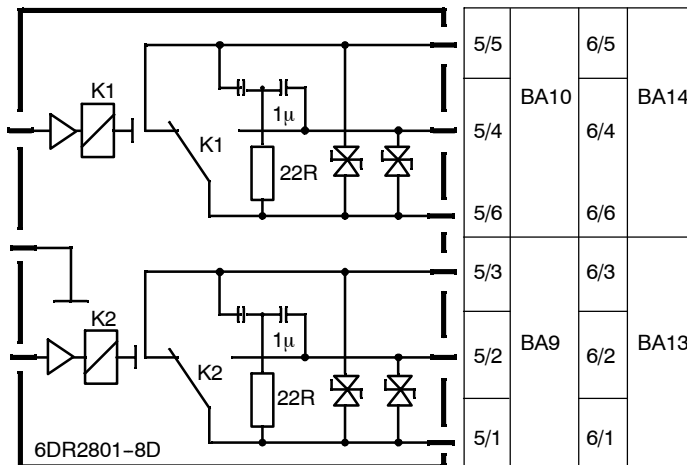 5/5 6/5
K1 BA10 BA14
1μ 5/4 6/4
K1
22R
5/6 6/6
5/3 6/3
K2
1μ BA9 BA13
5/2 6/2
K2
22R
5/1 6/1
6DR2801-8D